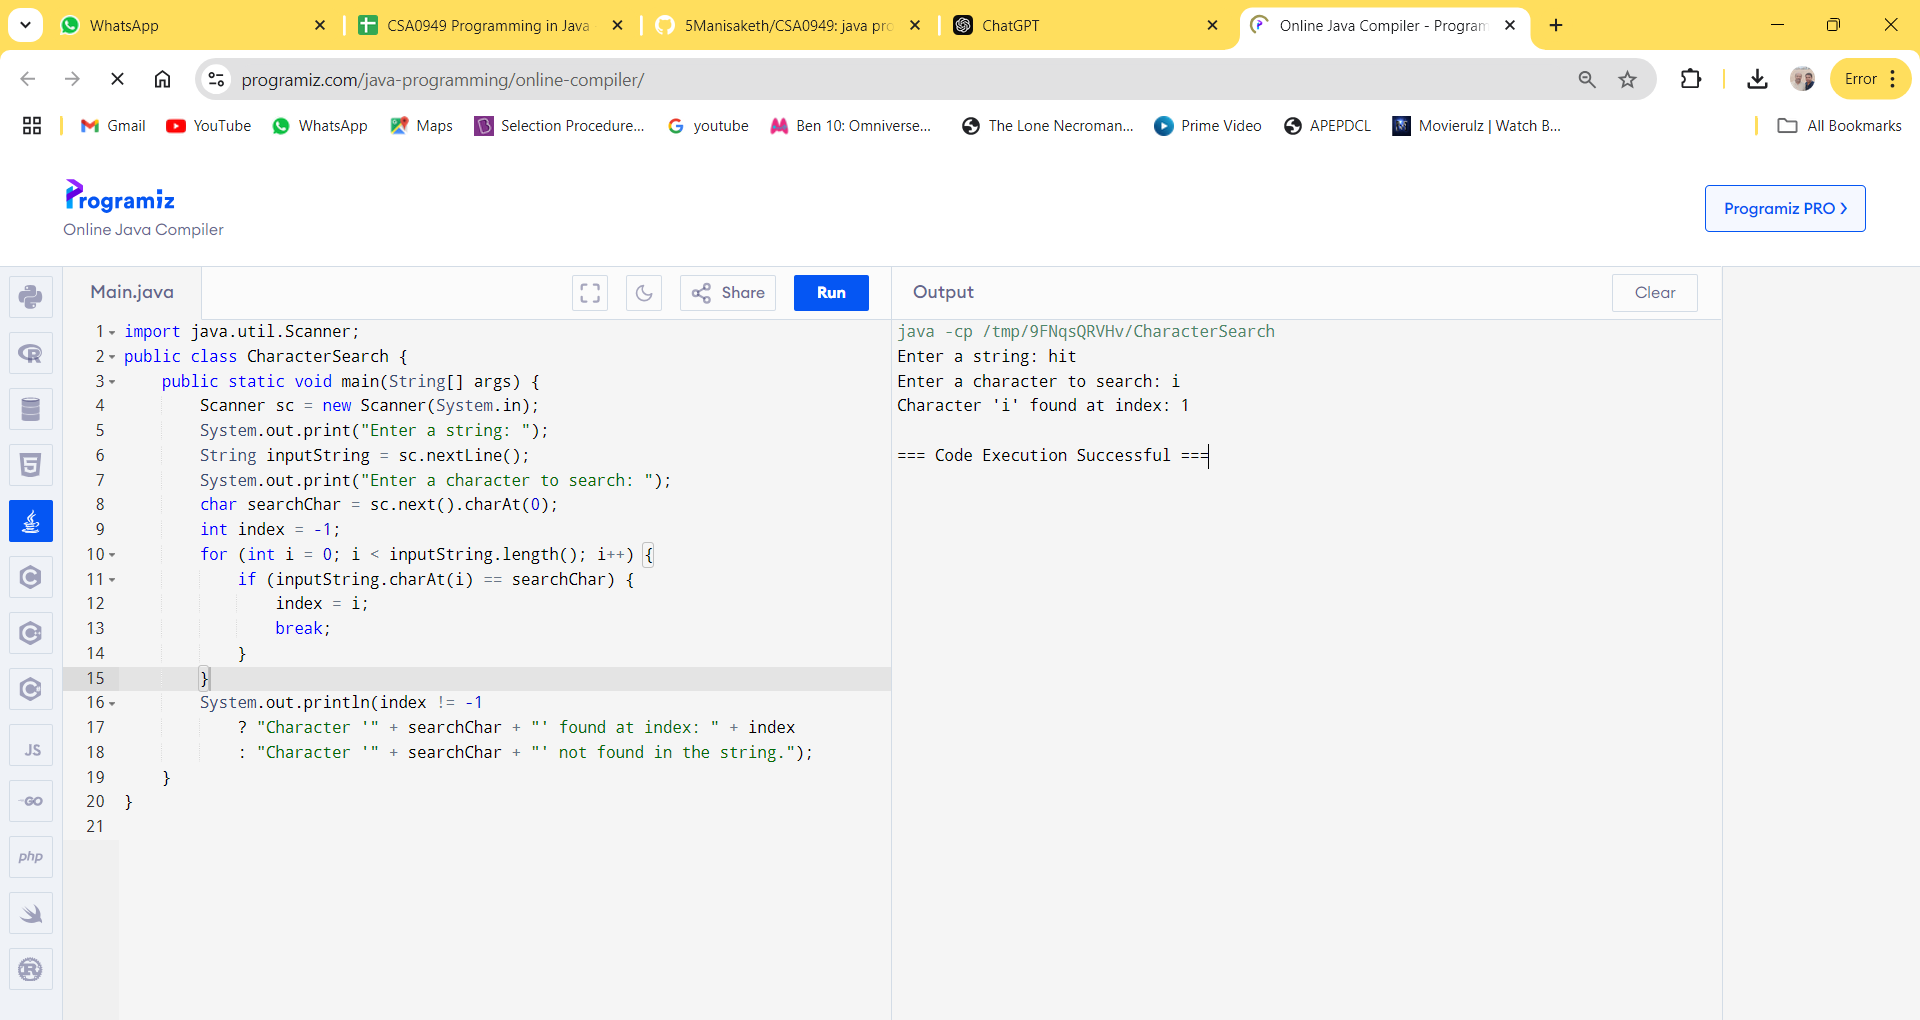 WhatsApp
CSA0949 Programming in Java
5Manisaketh/CSA0949: java pro
ChatGPT
Online Java Compiler - Program
programiz.com/java-programming/online-compiler/
Error
Gmail
YouTube
WhatsApp
Maps
Selection Procedure...
youtube
Ben 10: Omniverse...
The Lone Necroman...
Prime Video
APEPDCL
Movierulz | Watch B...
All Bookmarks
Programiz
Online Java Compiler
Programiz PRO
Main.java
Share
Run
Output
Clear
1 import java.util.Scanner;
2 public class CharacterSearch {
3 public static void main(String[] args) {
4 Scanner sc = new Scanner(System.in);
5 System.out.print("Enter a string: ");
6 String inputString = sc.nextLine();
7 System.out.print("Enter a character to search: ");
8 char searchChar = sc.next().charAt(0);
9 int index = -1;
10 for (int i = 0; i < inputString.length(); i++) {
11 if (inputString.charAt(i) == searchChar) {
12 index = i;
13 break;
14 }
15 }
16 System.out.println(index != -1
17 ? "Character '" + searchChar + "' found at index: " + index
18 : "Character '" + searchChar + "' not found in the string.");
19 }
20 }
21
java -cp /tmp/9FNqsQRVHv/CharacterSearch
Enter a string: hit
Enter a character to search: i
Character 'i' found at index: 1
=== Code Execution Successful ===
R
5
C
C
C
JS
GO
php
R